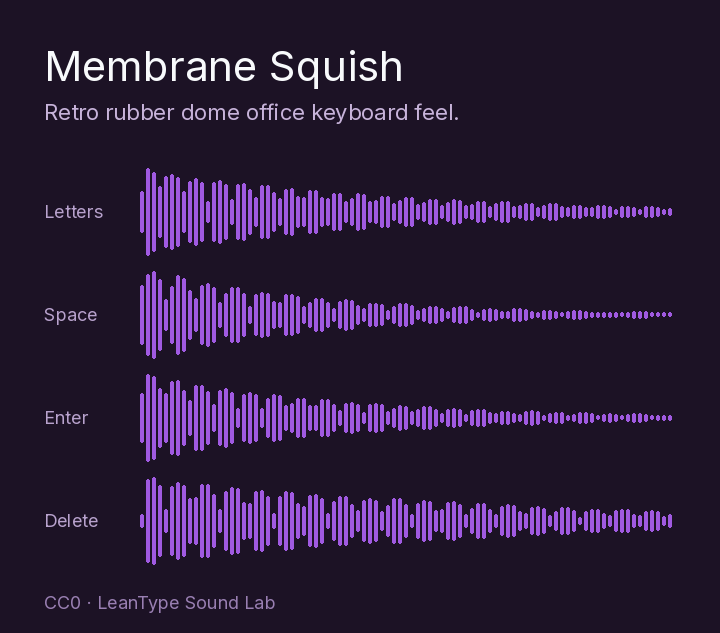 Membrane Squish
Retro rubber dome office keyboard feel.
Letters
Space
Enter
Delete
CC0 · LeanType Sound Lab